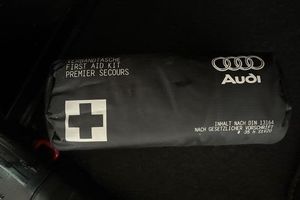 VERBANDTASCHE
FIRST AID KIT
PREMIER SECOURS
Audi
INHALT NACH DIN 13164
NACH GESETZLICHER VORSCHRIFT